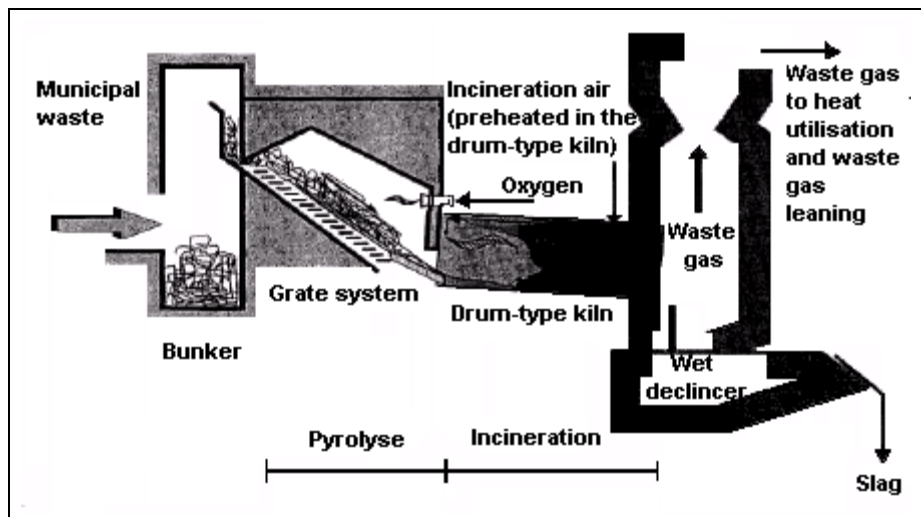 Municipal
waste
Incineration air
(preheated in the
drum-type kiln)
Oxygen
Waste gas
to heat
utilisation
and waste
gas
leaning
Waste
gas
Grate system
Drum-type kiln
Bunker
Wet
declincer
Pyrolyse
Incineration
Slag